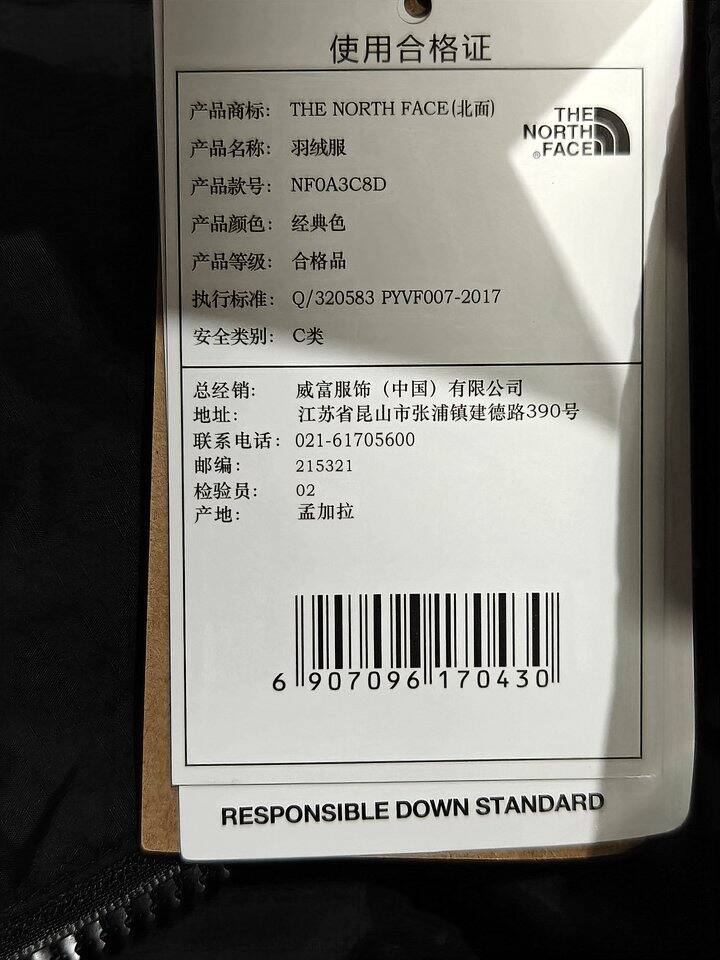 使用合格证
产品商标: THE NORTH FACE(北面)
THE
NORTH
®FACE
产品名称: 羽绒服
产品款号: NF0A3C8D
产品颜色: 经典色
产品等级: 合格品
执行标准: Q/320583 PYVF007-2017
安全类别: C类
总经销: 威富服饰（中国）有限公司
地址: 江苏省昆山市张浦镇建德路390号
联系电话: 021-61705600
邮编: 215321
检验员: 02
产地: 孟加拉
6 907096 170430
RESPONSIBLE DOWN STANDARD